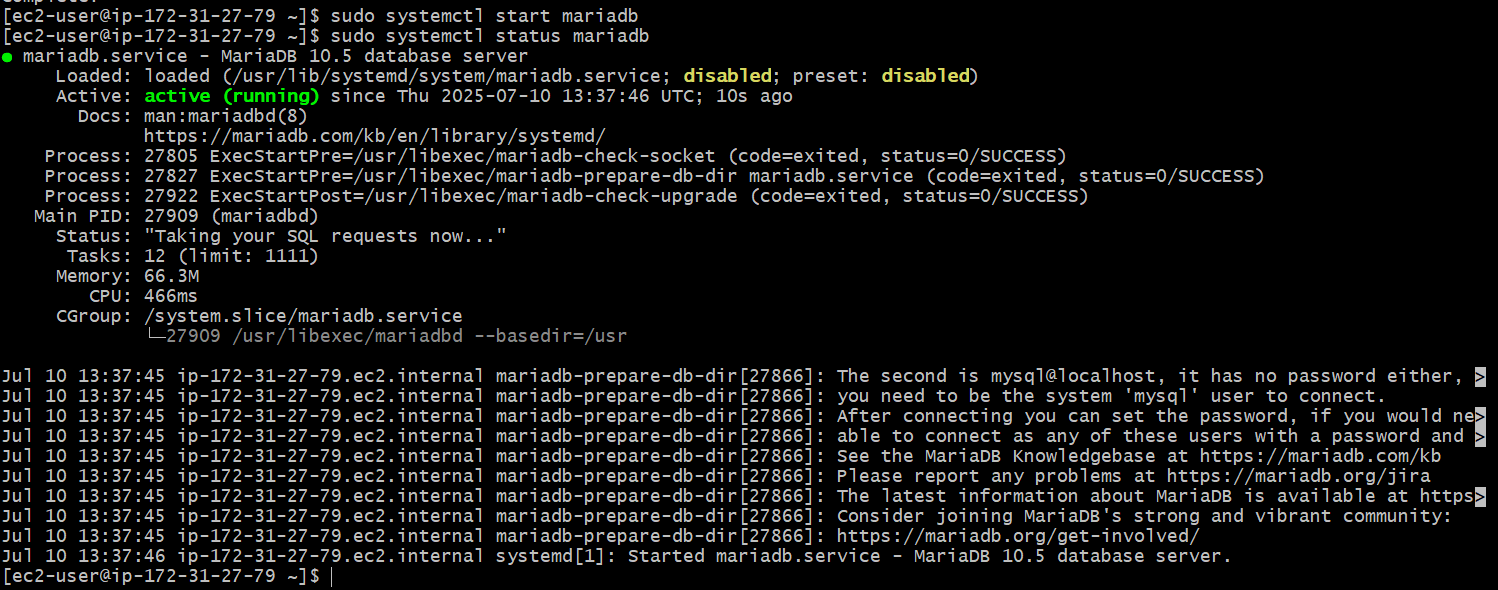 [ec2-user@ip-172-31-27-79 ~]$ sudo systemctl start mariadb
[ec2-user@ip-172-31-27-79 ~]$ sudo systemctl status mariadb
● mariadb.service - MariaDB 10.5 database server
     Loaded: loaded (/usr/lib/systemd/system/mariadb.service; disabled; preset: disabled)
     Active: active (running) since Thu 2025-07-10 13:37:46 UTC; 10s ago
       Docs: man:mariadbd(8)
             https://mariadb.com/kb/en/library/systemd/
    Process: 27805 ExecStartPre=/usr/libexec/mariadb-check-socket (code=exited, status=0/SUCCESS)
    Process: 27827 ExecStartPre=/usr/libexec/mariadb-prepare-db-dir mariadb.service (code=exited, status=0/SUCCESS)
    Process: 27922 ExecStartPost=/usr/libexec/mariadb-check-upgrade (code=exited, status=0/SUCCESS)
   Main PID: 27909 (mariadbd)
     Status: "Taking your SQL requests now..."
      Tasks: 12 (limit: 1111)
     Memory: 66.3M
        CPU: 466ms
     CGroup: /system.slice/mariadb.service
             └─27909 /usr/libexec/mariadbd --basedir=/usr

Jul 10 13:37:45 ip-172-31-27-79.ec2.internal mariadb-prepare-db-dir[27866]: The second is mysql@localhost, it has no password either, >
Jul 10 13:37:45 ip-172-31-27-79.ec2.internal mariadb-prepare-db-dir[27866]: you need to be the system 'mysql' user to connect.
Jul 10 13:37:45 ip-172-31-27-79.ec2.internal mariadb-prepare-db-dir[27866]: After connecting you can set the password, if you would ne>
Jul 10 13:37:45 ip-172-31-27-79.ec2.internal mariadb-prepare-db-dir[27866]: able to connect as any of these users with a password and >
Jul 10 13:37:45 ip-172-31-27-79.ec2.internal mariadb-prepare-db-dir[27866]: See the MariaDB Knowledgebase at https://mariadb.com/kb
Jul 10 13:37:45 ip-172-31-27-79.ec2.internal mariadb-prepare-db-dir[27866]: Please report any problems at https://mariadb.org/jira
Jul 10 13:37:45 ip-172-31-27-79.ec2.internal mariadb-prepare-db-dir[27866]: The latest information about MariaDB is available at https>
Jul 10 13:37:45 ip-172-31-27-79.ec2.internal mariadb-prepare-db-dir[27866]: Consider joining MariaDB's strong and vibrant community:
Jul 10 13:37:45 ip-172-31-27-79.ec2.internal mariadb-prepare-db-dir[27866]: https://mariadb.org/get-involved/
Jul 10 13:37:46 ip-172-31-27-79.ec2.internal systemd[1]: Started mariadb.service - MariaDB 10.5 database server.
[ec2-user@ip-172-31-27-79 ~]$